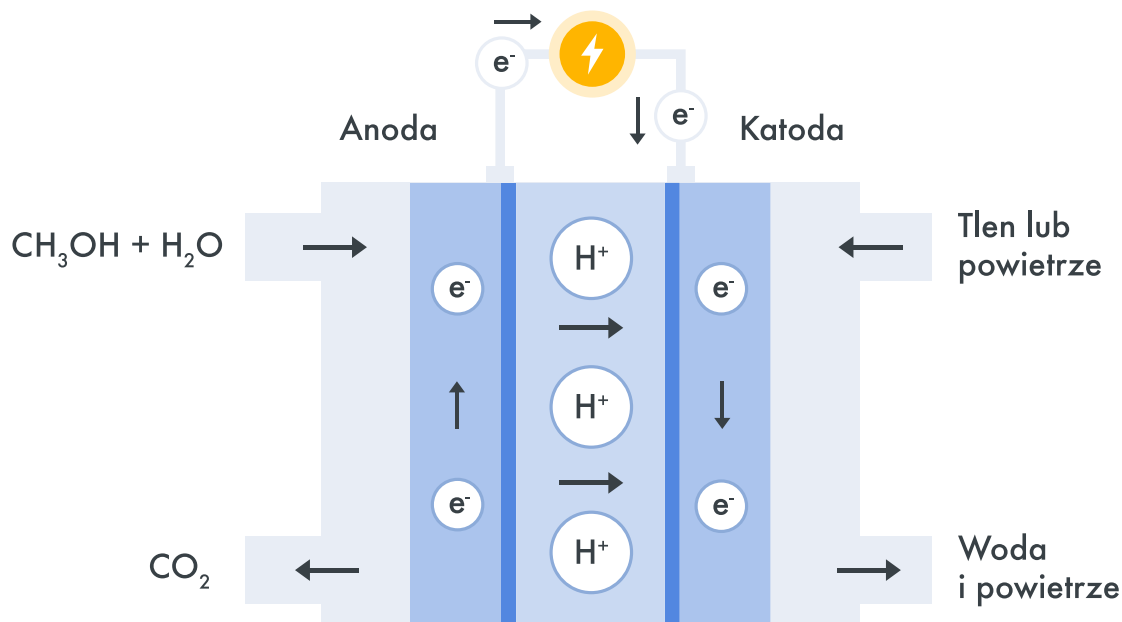 e⁻
e⁻
Anoda
Katoda
CH₃OH + H₂O
H⁺
Tlen lub
powietrze
e⁻
e⁻
H⁺
e⁻
e⁻
H⁺
CO₂
Woda
i powietrze